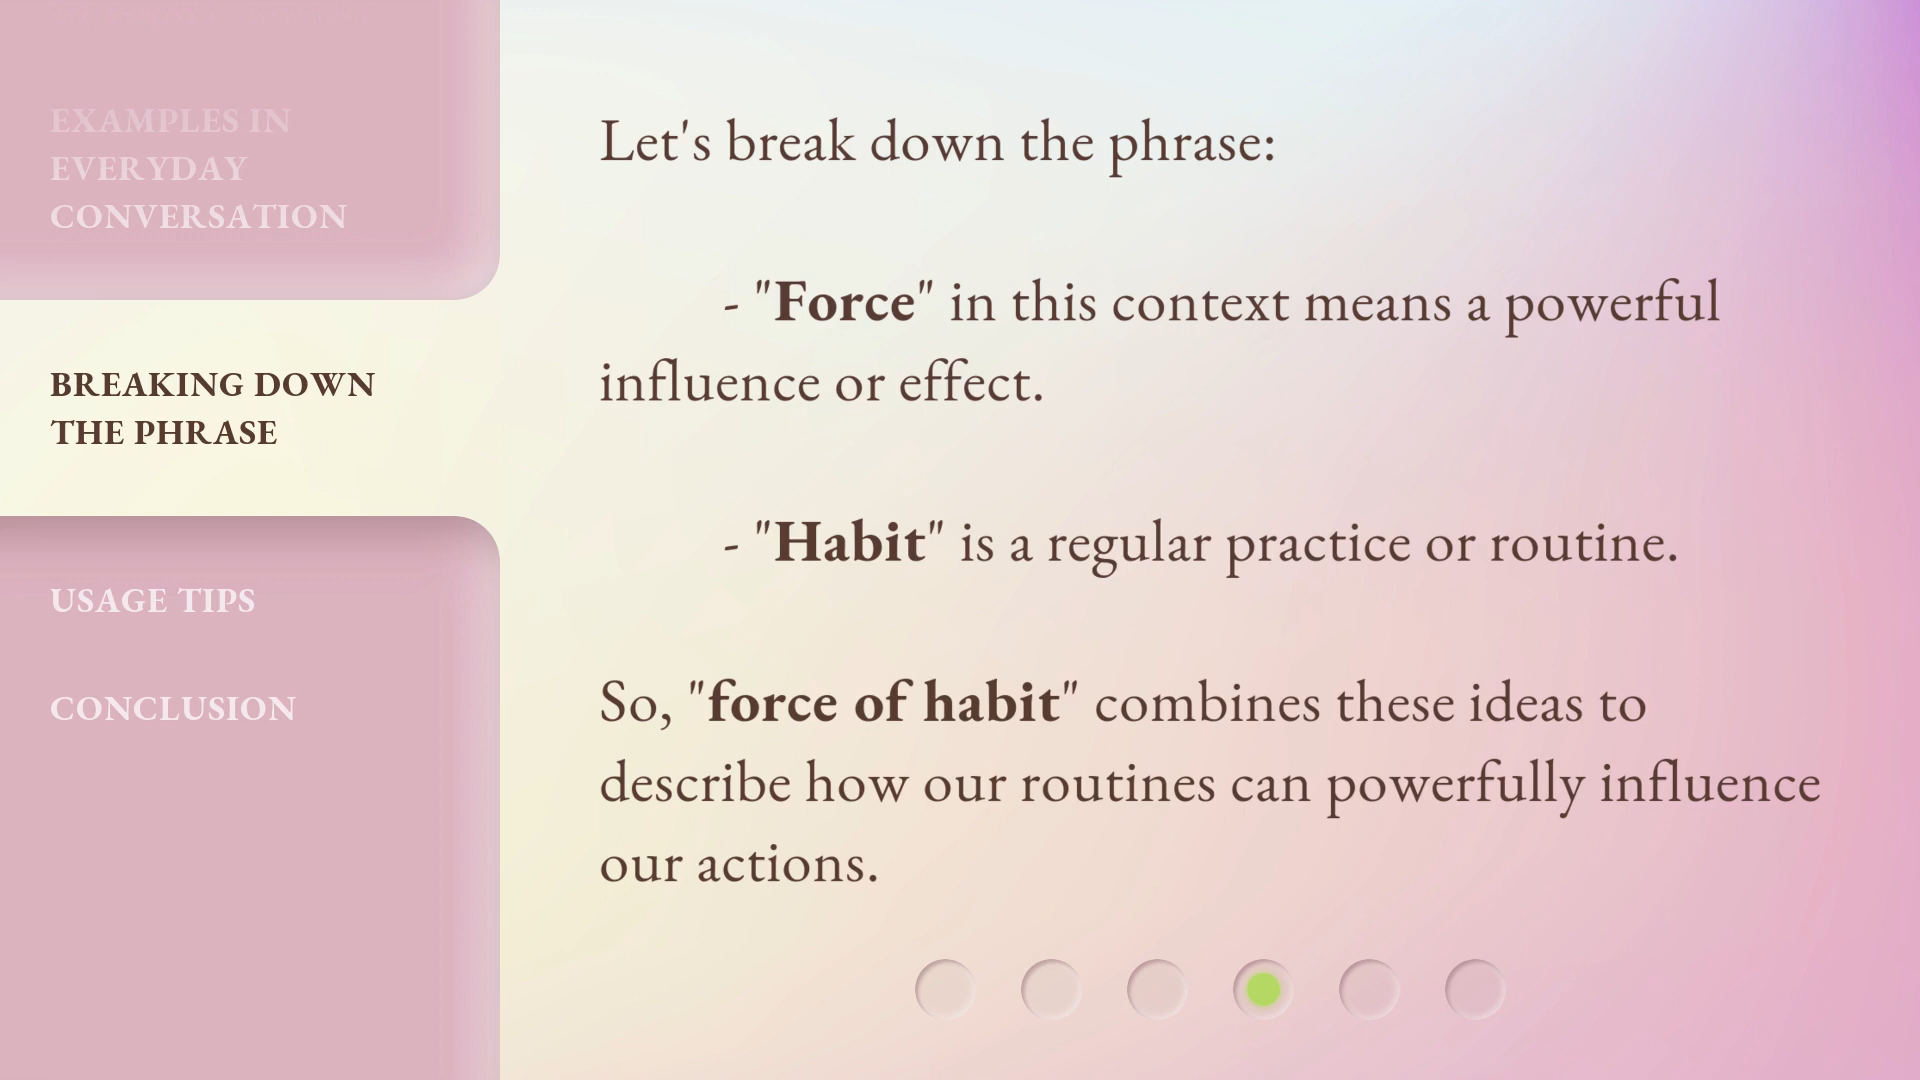 EXAMPLES IN
EVERYDAY
CONVERSATION
BREAKING DOWN
THE PHRASE
USAGE TIPS
CONCLUSION
Let's break down the phrase:
- "Force" in this context means a powerful
influence or effect.
- "Habit" is a regular practice or routine.
So, "force of habit" combines these ideas to
describe how our routines can powerfully influence
our actions.